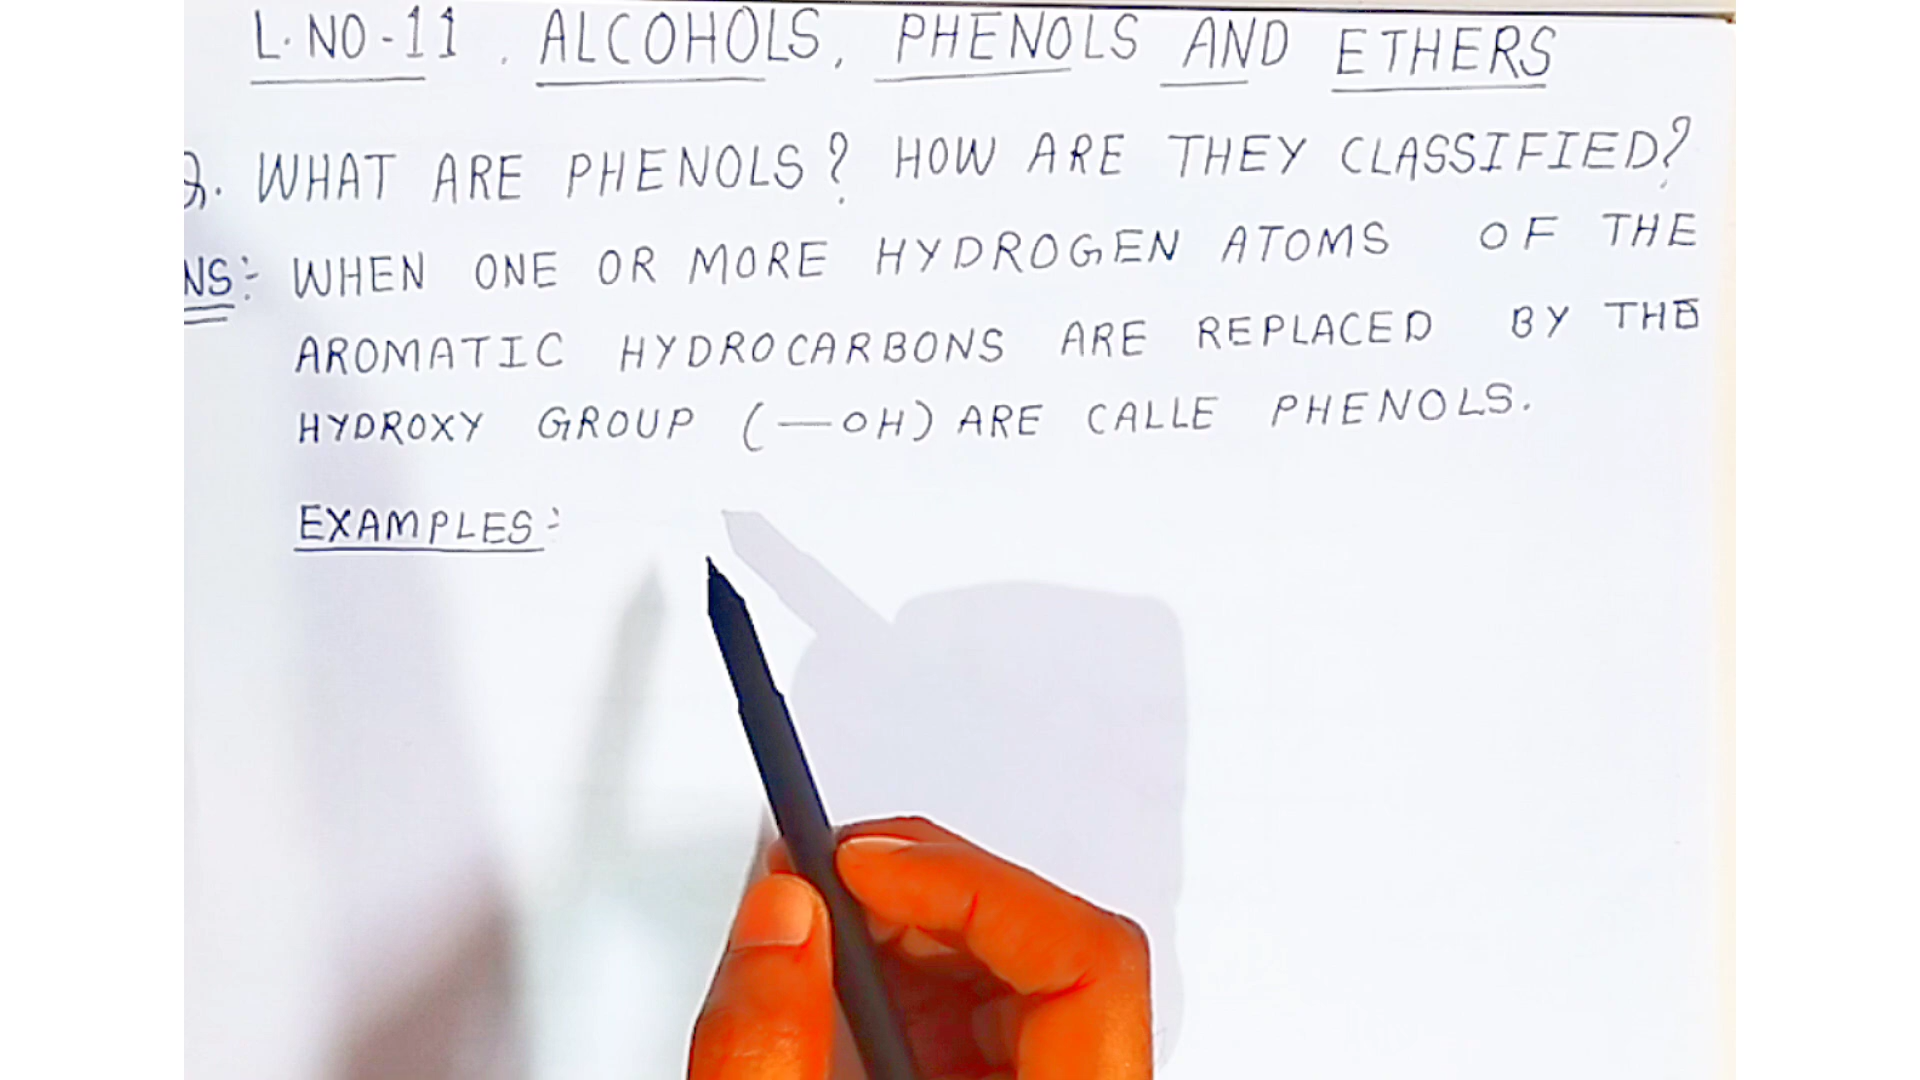 L. NO - 11 . ALCOHOLS, PHENOLS AND ETHERS
Q. WHAT ARE PHENOLS? HOW ARE THEY CLASSIFIED?
NS:- WHEN ONE OR MORE HYDROGEN ATOMS OF THE
AROMATIC HYDROCARBONS ARE REPLACED BY THE
HYDROXY GROUP (—OH) ARE CALLE PHENOLS.
EXAMPLES:-